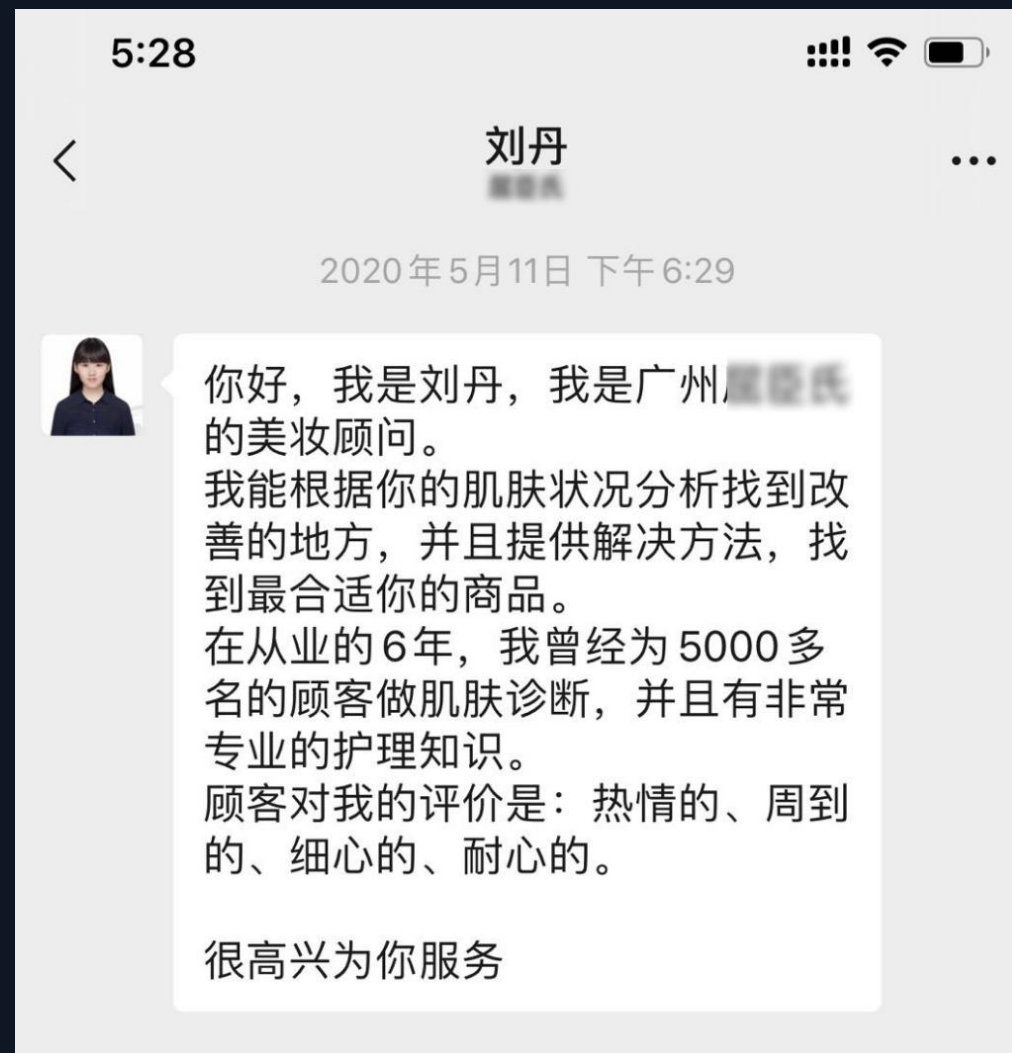 5:28
刘丹
2020年5月11日 下午6:29
你好，我是刘丹，我是广州
的美妆顾问。
我能根据你的肌肤状况分析找到改
善的地方，并且提供解决方法，找
到最合适你的商品。
在从业的6年，我曾经为5000多
名的顾客做肌肤诊断，并且有非常
专业的护理知识。
顾客对我的评价是：热情的、周到
的、细心的、耐心的。
很高兴为你服务